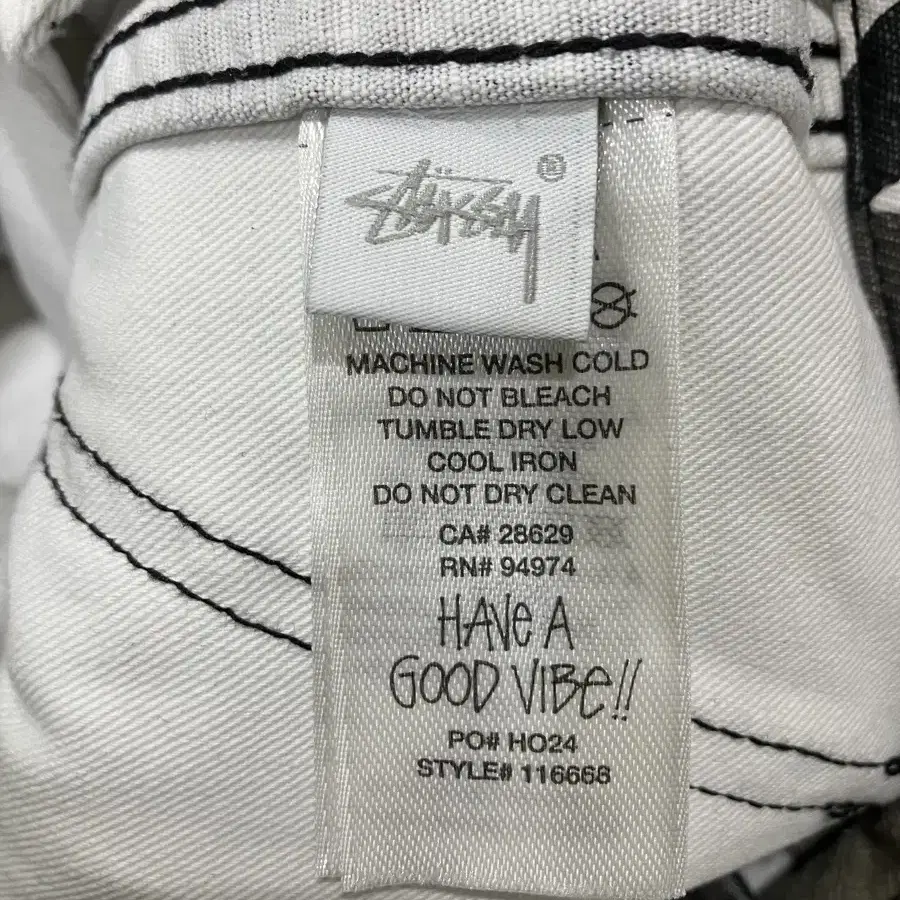 Stüssy ®
MACHINE WASH COLD
DO NOT BLEACH
TUMBLE DRY LOW
COOL IRON
DO NOT DRY CLEAN
CA# 28629
RN# 94974
HAVe A
GOOD VIBe!!
PO# HO24
STYLE# 116668